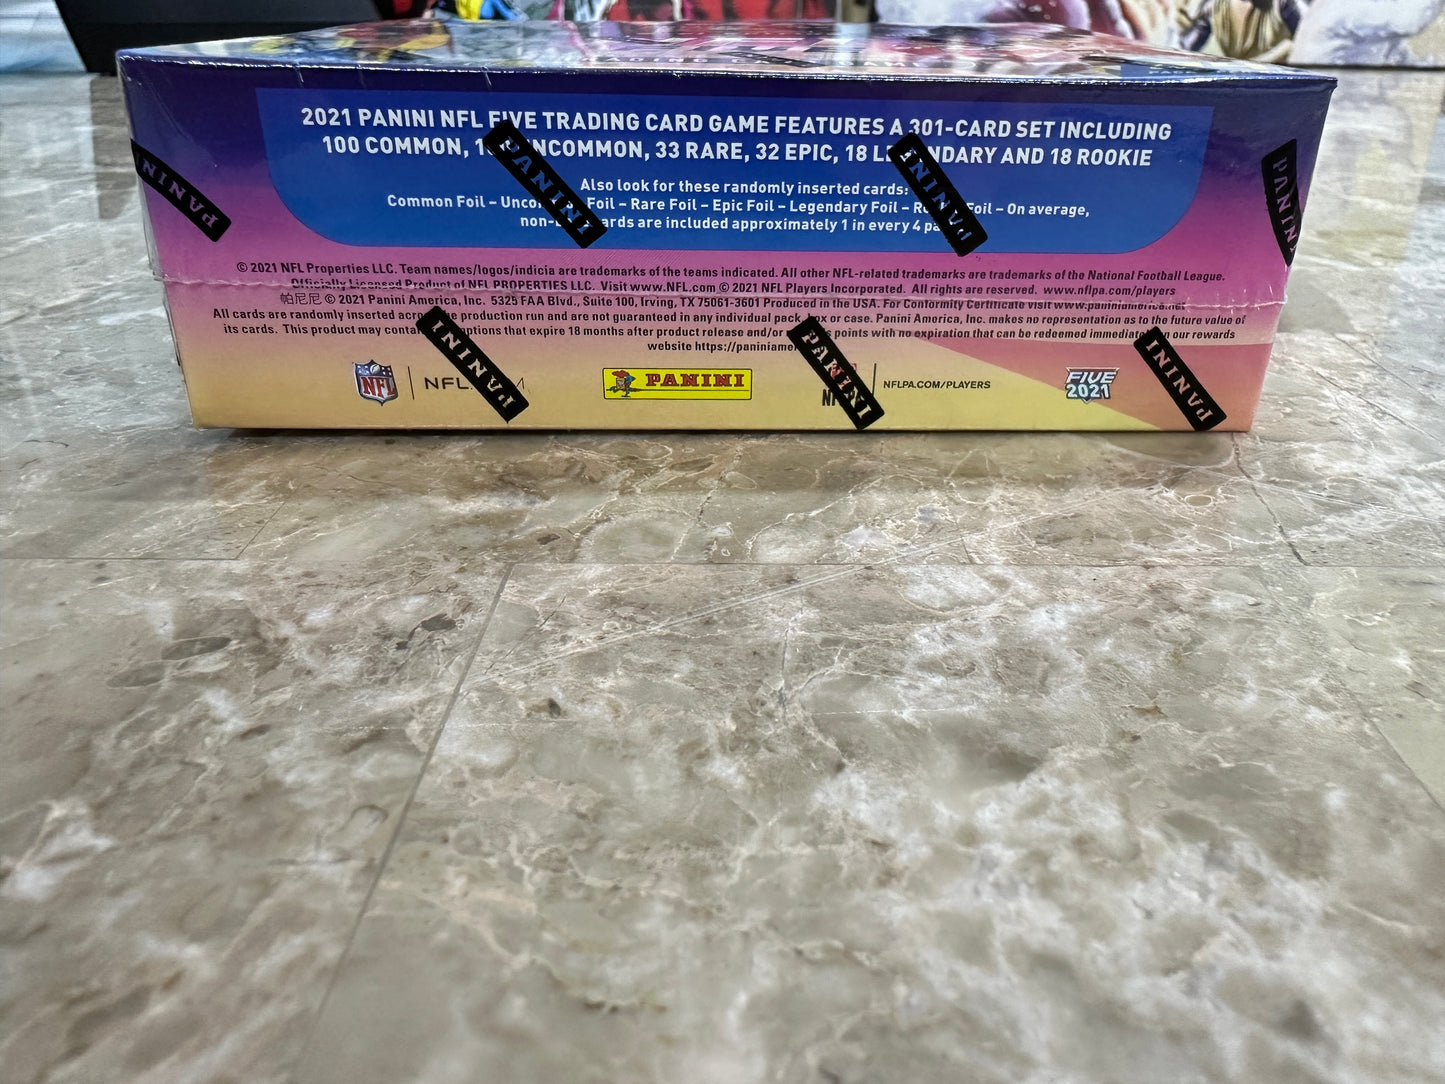 2021 PANINI NFL FIVE TRADING CARD GAME FEATURES A 301-CARD SET INCLUDING
100 COMMON, UNCOMMON, 33 RARE, 32 EPIC, 18 LEGENDARY AND 18 ROOKIE
Also look for these randomly inserted cards:
Common Foil – Foil – Rare Foil – Epic Foil – Legendary Foil – Foil – On average,
cards are included approximately 1 in every 4
© 2021 NFL Properties LLC. Team names/logos/indicia are trademarks of the teams indicated. All other NFL-related trademarks are trademarks of the National Football League.
Officially Licensed Product of NFL PROPERTIES LLC. Visit www.NFL.com © 2021 NFL Players Incorporated. All rights are reserved. www.nflpa.com/players
帕尼尼 © 2021 Panini America, Inc. 5325 FAA Blvd., Suite 100, Irving, TX 75061-3601 Produced in the USA. For Conformity Certificate visit www.paniniamerica.net
All cards are randomly inserted across the production run and are not guaranteed in any individual pack, box or case. Panini America, Inc. makes no representation as to the future value of
its cards. This product may contain that expire 18 months after product release and/or points with no expiration that can be redeemed immediately on our rewards
website
NFL
NFL
PANINI
NFLPA.COM/PLAYERS
FIVE
2021
PANINI
PANINI
PANINI
PANINI
PANINI
PANINI
PANINI